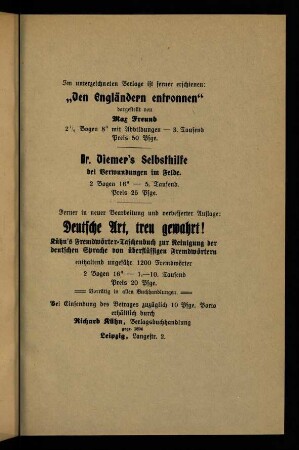 Im unterzeichneten Verlage ist ferner erschienen:
„Den Engländern entronnen“
dargestellt von
Max Freund
2½ Bogen 8° mit Abbildungen — 3. Tausend
Preis 50 Pfge.
Dr. Diemer's Selbsthilfe
bei Verwundungen im Felde.
2 Bogen 16° — 5. Tausend.
Preis 25 Pfge.
Ferner in neuer Bearbeitung und verbesserter Auflage:
Deutsche Art, treu gewahrt!
Kühn's Fremdwörter-Taschenbuch zur Reinigung der
deutschen Sprache von überflüssigen Fremdwörtern
enthaltend ungefähr 1200 Fremdwörter
2 Bogen 16° — 1.—10. Tausend
Preis 20 Pfge.
Vorrätig in allen Buchhandlungen
Bei Einsendung des Betrages zuzüglich 10 Pfge. Porto
erhältlich durch
Richard Kühn, Verlagsbuchhandlung
Leipzig, Langestr. 2.